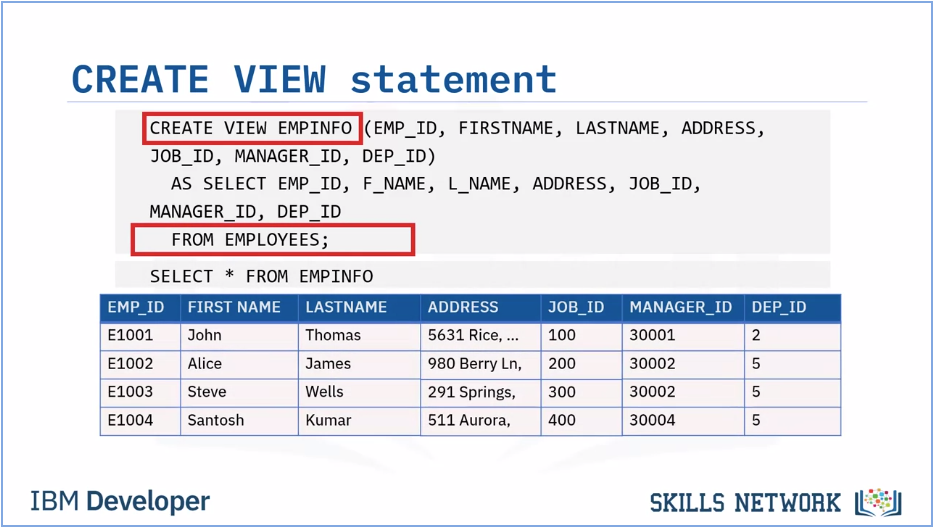 CREATE VIEW statement
CREATE VIEW EMPINFO (EMP_ID, FIRSTNAME, LASTNAME, ADDRESS,
JOB_ID, MANAGER_ID, DEP_ID)
AS SELECT EMP_ID, F_NAME, L_NAME, ADDRESS, JOB_ID,
MANAGER_ID, DEP_ID
FROM EMPLOYEES;
SELECT * FROM EMPINFO
EMP_ID FIRST NAME LASTNAME ADDRESS JOB_ID MANAGER_ID DEP_ID
E1001 John Thomas 5631 Rice, ... 100 30001 2
E1002 Alice James 980 Berry Ln, 200 30002 5
E1003 Steve Wells 291 Springs, 300 30002 5
E1004 Santosh Kumar 511 Aurora, 400 30004 5
IBM Developer
SKILLS NETWORK